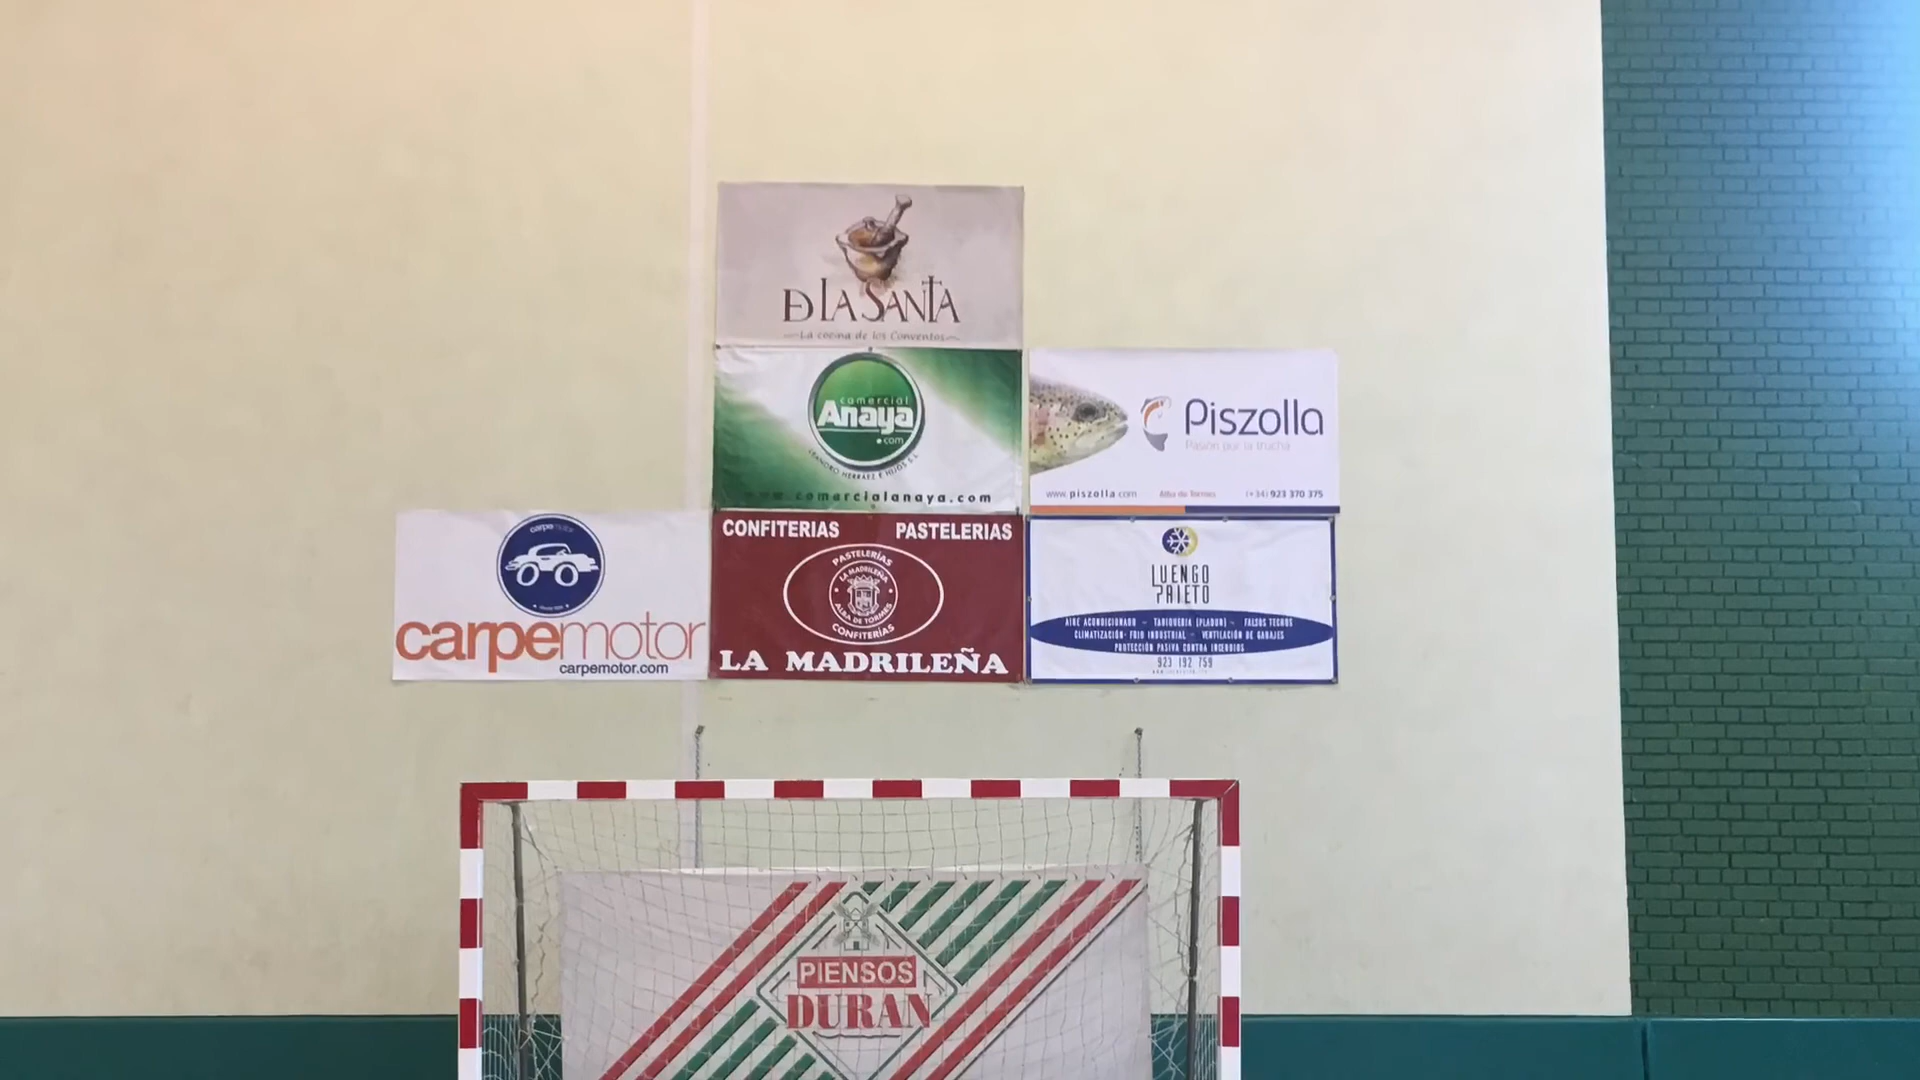 DE LA SANTA
La cocina de los Conventos
comercial
Anaya
.com
LEANDRO HERRAEZ E HIJOS S.L
www.comercialanaya.com
Piszolla
Pasión por la trucha
www.piszolla.com Alba de Tormes (+34) 923 370 375
carpemotor
carpemotor
carpemotor.com
CONFITERIAS PASTELERIAS
PASTELERÍAS
LA MADRILEÑA
ALBA DE TORMES
CONFITERÍAS
LA MADRILEÑA
LUENGO
PRIETO
AIRE ACONDICIONADO - TABIQUERIA (PLADUR) - FALSOS TECHOS
CLIMATIZACIÓN- FRIO INDUSTRIAL - VENTILACIÓN DE GARAJES
PROTECCIÓN PASIVA CONTRA INCENDIOS
923 192 759
PIENSOS
DURAN